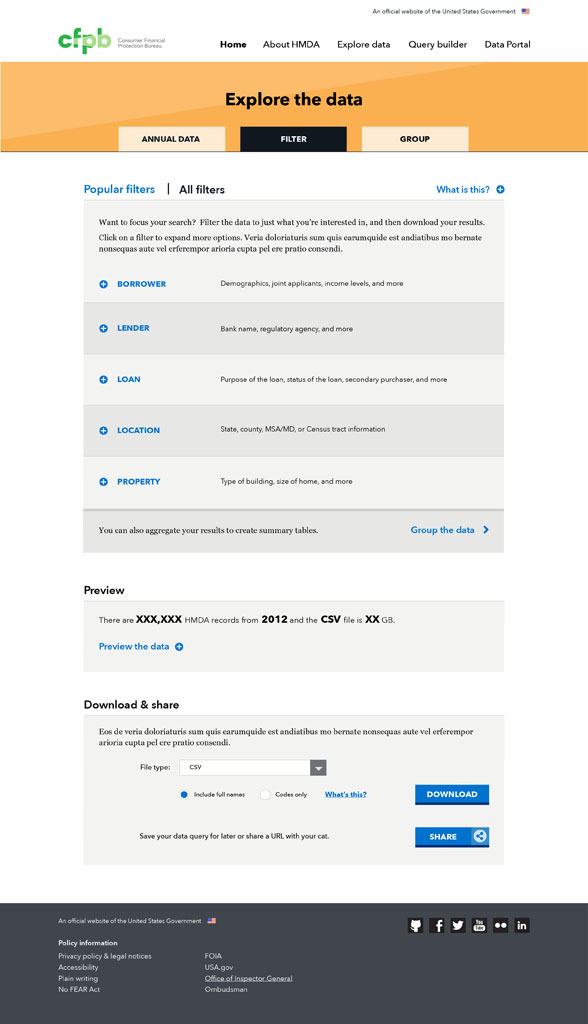 An official website of the United States Government
cfpb Consumer Financial
Protection Bureau
Home About HMDA Explore data Query builder Data Portal
Explore the data
ANNUAL DATA FILTER GROUP
Popular filters | All filters What is this?
Want to focus your search? Filter the data to just what you're interested in, and then download your results.
Click on a filter to expand more options. Veria doloriaturis sum quis earumquide est andiatibus mo bernate
nonsequas aute vel erferempor arioria cupta pel ere pratio consendi.
BORROWER Demographics, joint applicants, income levels, and more
LENDER Bank name, regulatory agency, and more
LOAN Purpose of the loan, status of the loan, secondary purchaser, and more
LOCATION State, county, MSA/MD, or Census tract information
PROPERTY Type of building, size of home, and more
You can also aggregate your results to create summary tables. Group the data
Preview
There are XXX,XXX HMDA records from 2012 and the CSV file is XX GB.
Preview the data
Download & share
Eos de veria doloriaturis sum quis earumquide est andiatibus mo bernate nonsequas aute vel erferempor
arioria cupta pel ere pratio consendi.
File type: CSV
Include full names Codes only What's this? DOWNLOAD
Save your data query for later or share a URL with your cat. SHARE
An official website of the United States Government
You Tube in
Policy information
Privacy policy & legal notices FOIA
Accessibility USA.gov
Plain writing Office of Inspector General
No FEAR Act Ombudsman